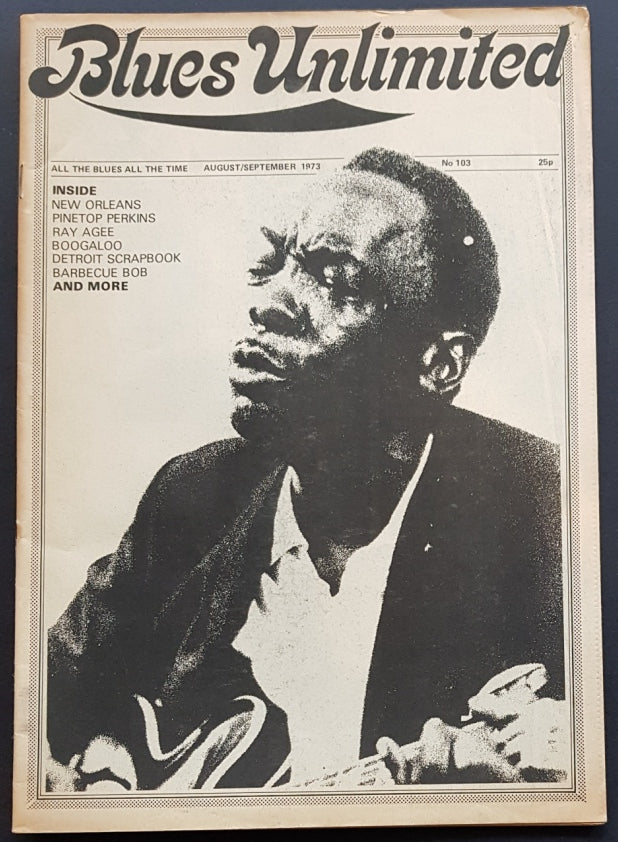 Blues Unlimited
ALL THE BLUES ALL THE TIME AUGUST/SEPTEMBER 1973 No 103 25p
INSIDE
NEW ORLEANS
PINETOP PERKINS
RAY AGEE
BOOGALOO
DETROIT SCRAPBOOK
BARBECUE BOB
AND MORE